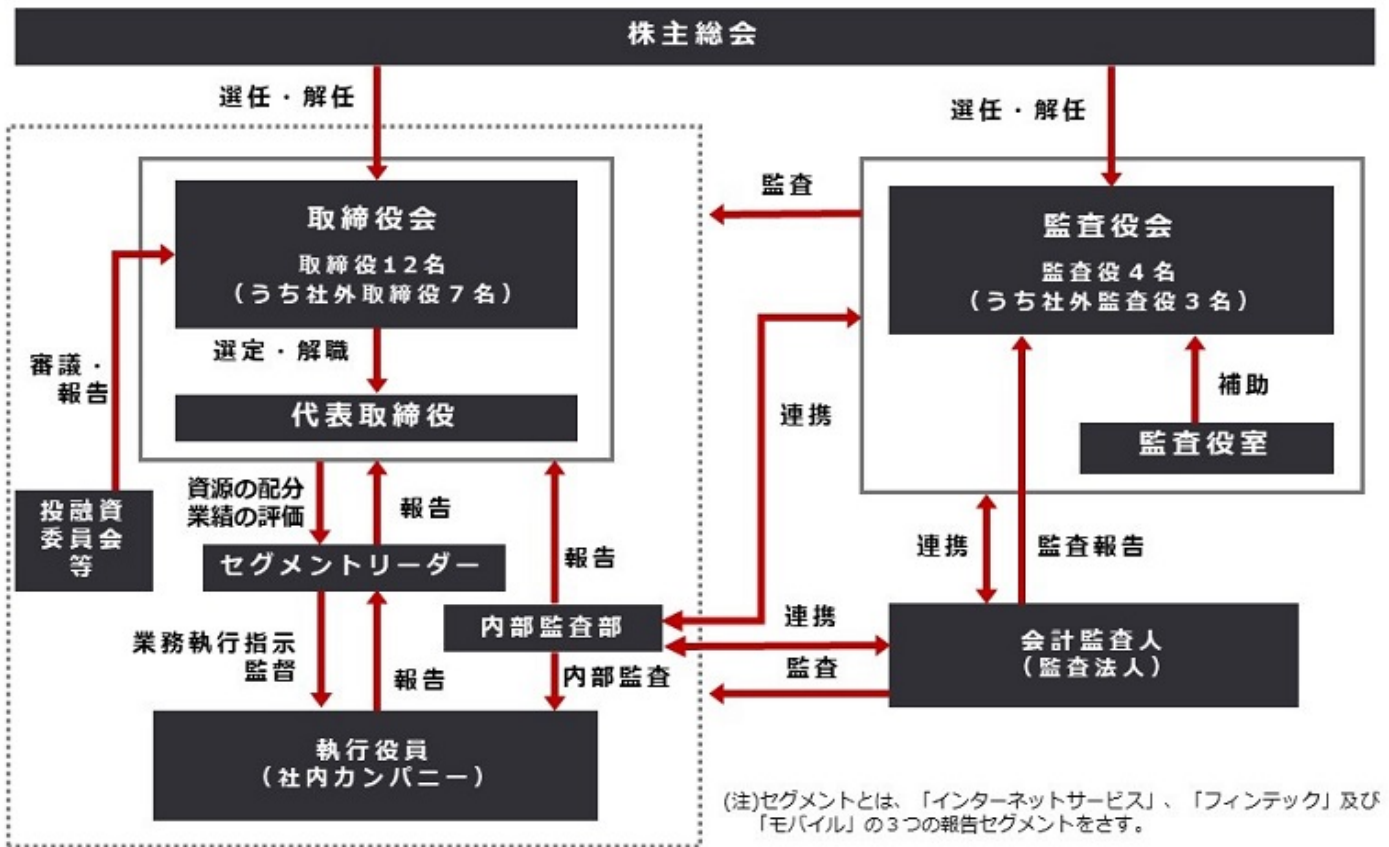 株主総会
選任・解任
選任・解任
取締役会
取締役12名
（うち社外取締役７名）
監査
監査役会
監査役４名
（うち社外監査役３名）
選定・解職
審議・
報告
代表取締役
連携
補助
監査役室
資源の配分
業績の評価
報告
投融資
委員会
等
セグメントリーダー
報告
連携
監査報告
内部監査部
連携
会計監査人
（監査法人）
業務執行指示
監督
報告
内部監査
監査
執行役員
（社内カンパニー）
(注)セグメントとは、「インターネットサービス」、「フィンテック」及び
「モバイル」の３つの報告セグメントをさす。